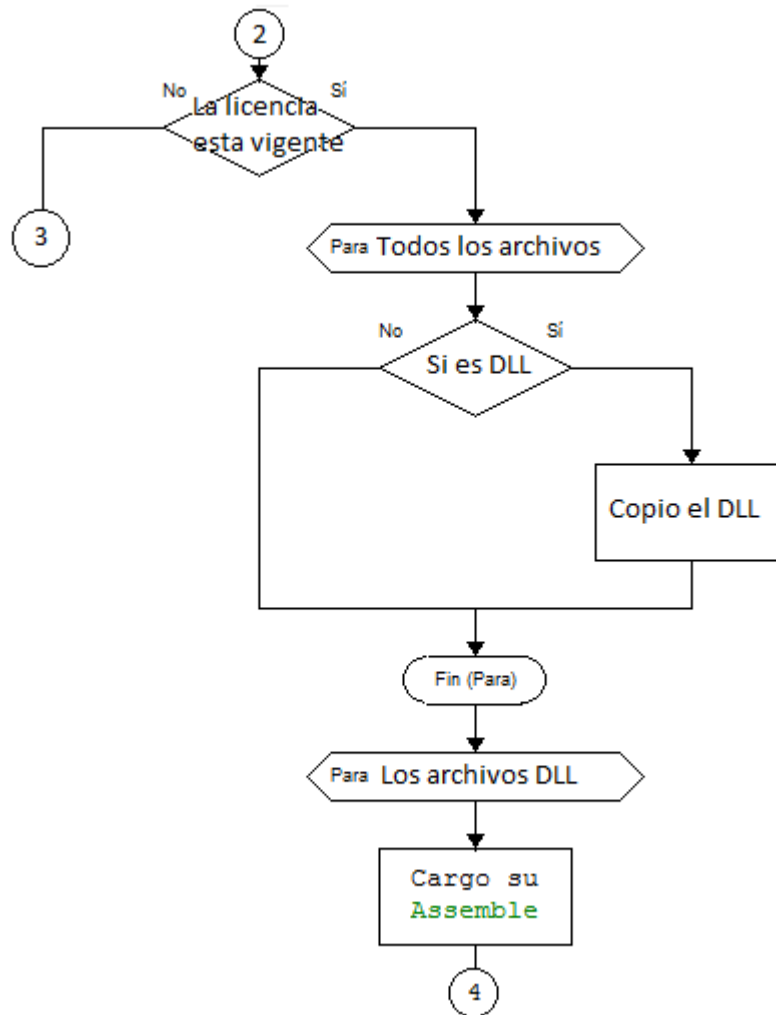 2
No
Sí
La licencia
esta vigente
3
Para Todos los archivos
No
Sí
Si es DLL
Copio el DLL
Fin (Para)
Para Los archivos DLL
Cargo su
Assemble
4